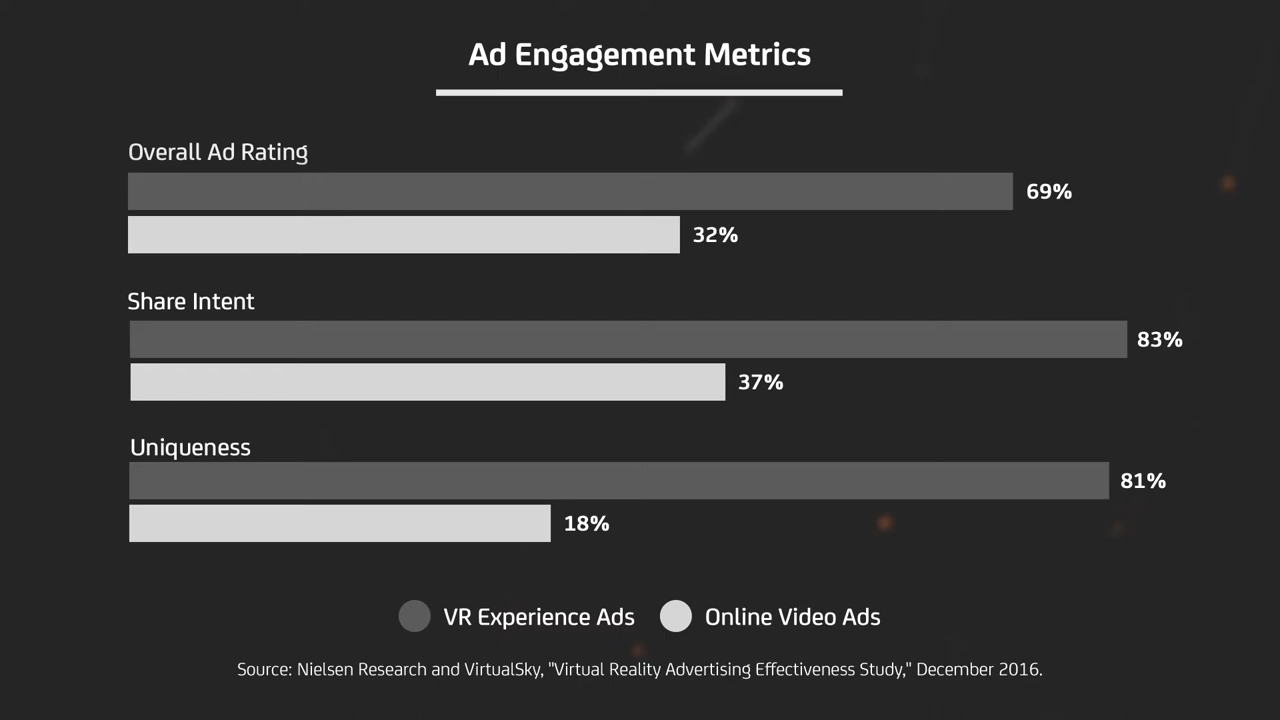 Ad Engagement Metrics
Overall Ad Rating
69%
32%
Share Intent
83%
37%
Uniqueness
81%
18%
VR Experience Ads Online Video Ads
Source: Nielsen Research and VirtualSky, "Virtual Reality Advertising Effectiveness Study," December 2016.